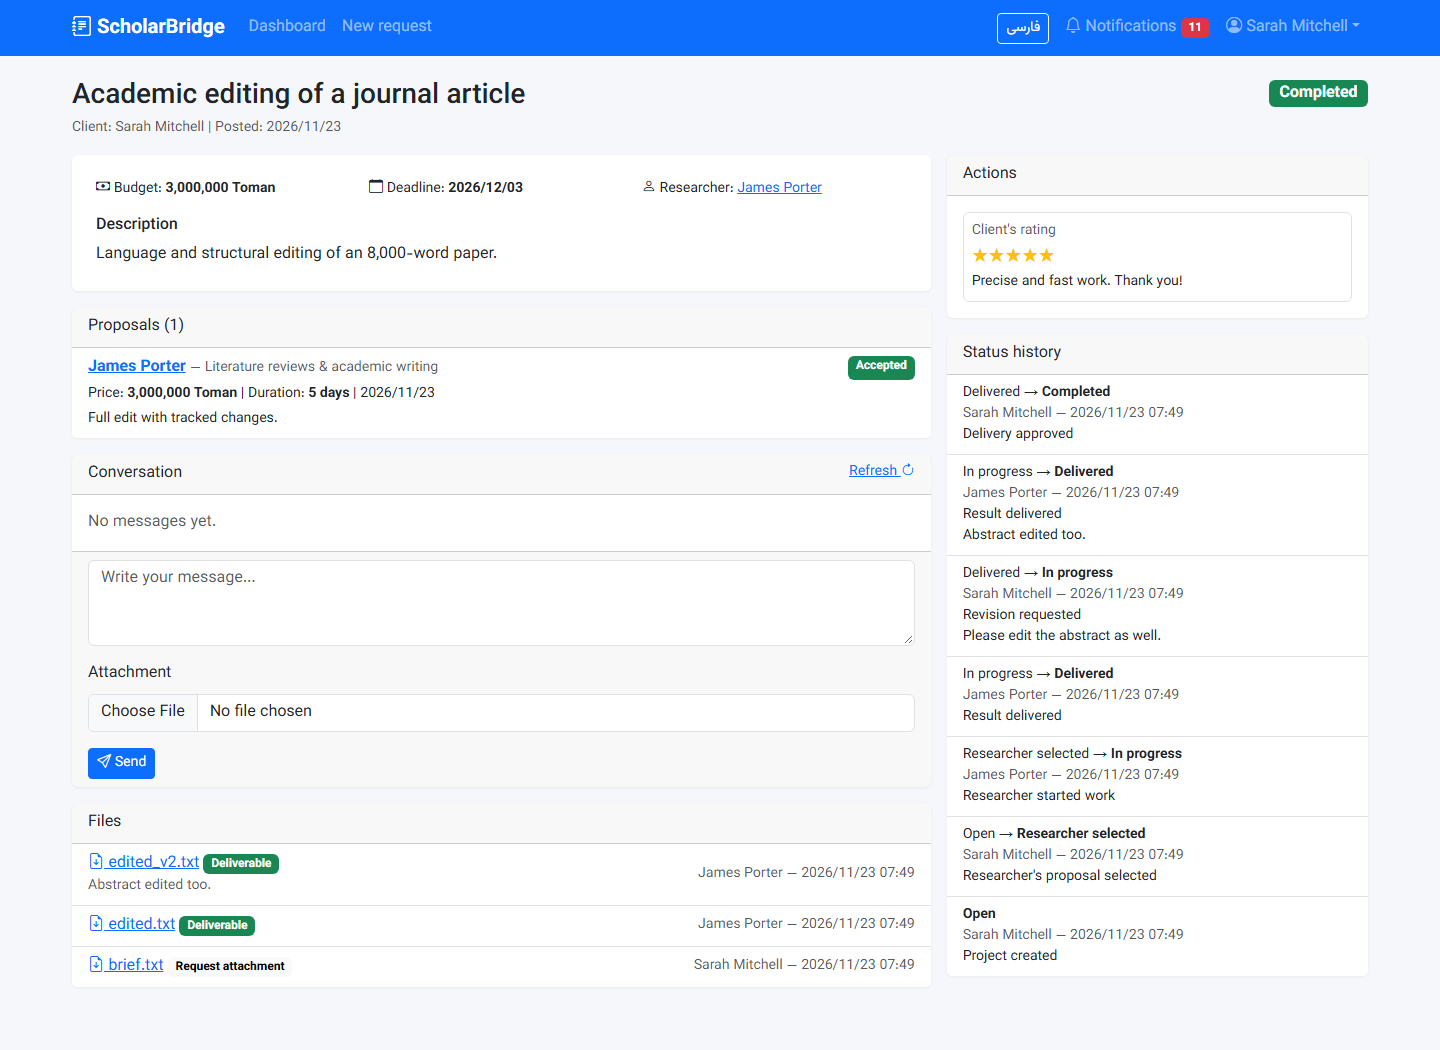 ScholarBridge Dashboard New request فارسی Notifications 11 Sarah Mitchell
Academic editing of a journal article
Completed
Client: Sarah Mitchell | Posted: 2026/11/23
Budget: 3,000,000 Toman
Deadline: 2026/12/03
Researcher: James Porter
Description
Language and structural editing of an 8,000-word paper.
Proposals (1)
James Porter — Literature reviews & academic writing
Accepted
Price: 3,000,000 Toman | Duration: 5 days | 2026/11/23
Full edit with tracked changes.
Conversation
Refresh
No messages yet.
Write your message...
Attachment
Choose File No file chosen
Send
Files
edited_v2.txt Deliverable
Abstract edited too.
James Porter — 2026/11/23 07:49
edited.txt Deliverable
James Porter — 2026/11/23 07:49
brief.txt Request attachment
Sarah Mitchell — 2026/11/23 07:49
Actions
Client's rating
★★★★★
Precise and fast work. Thank you!
Status history
Delivered → Completed
Sarah Mitchell — 2026/11/23 07:49
Delivery approved
In progress → Delivered
James Porter — 2026/11/23 07:49
Result delivered
Abstract edited too.
Delivered → In progress
Sarah Mitchell — 2026/11/23 07:49
Revision requested
Please edit the abstract as well.
In progress → Delivered
James Porter — 2026/11/23 07:49
Result delivered
Researcher selected → In progress
James Porter — 2026/11/23 07:49
Researcher started work
Open → Researcher selected
Sarah Mitchell — 2026/11/23 07:49
Researcher's proposal selected
Open
Sarah Mitchell — 2026/11/23 07:49
Project created